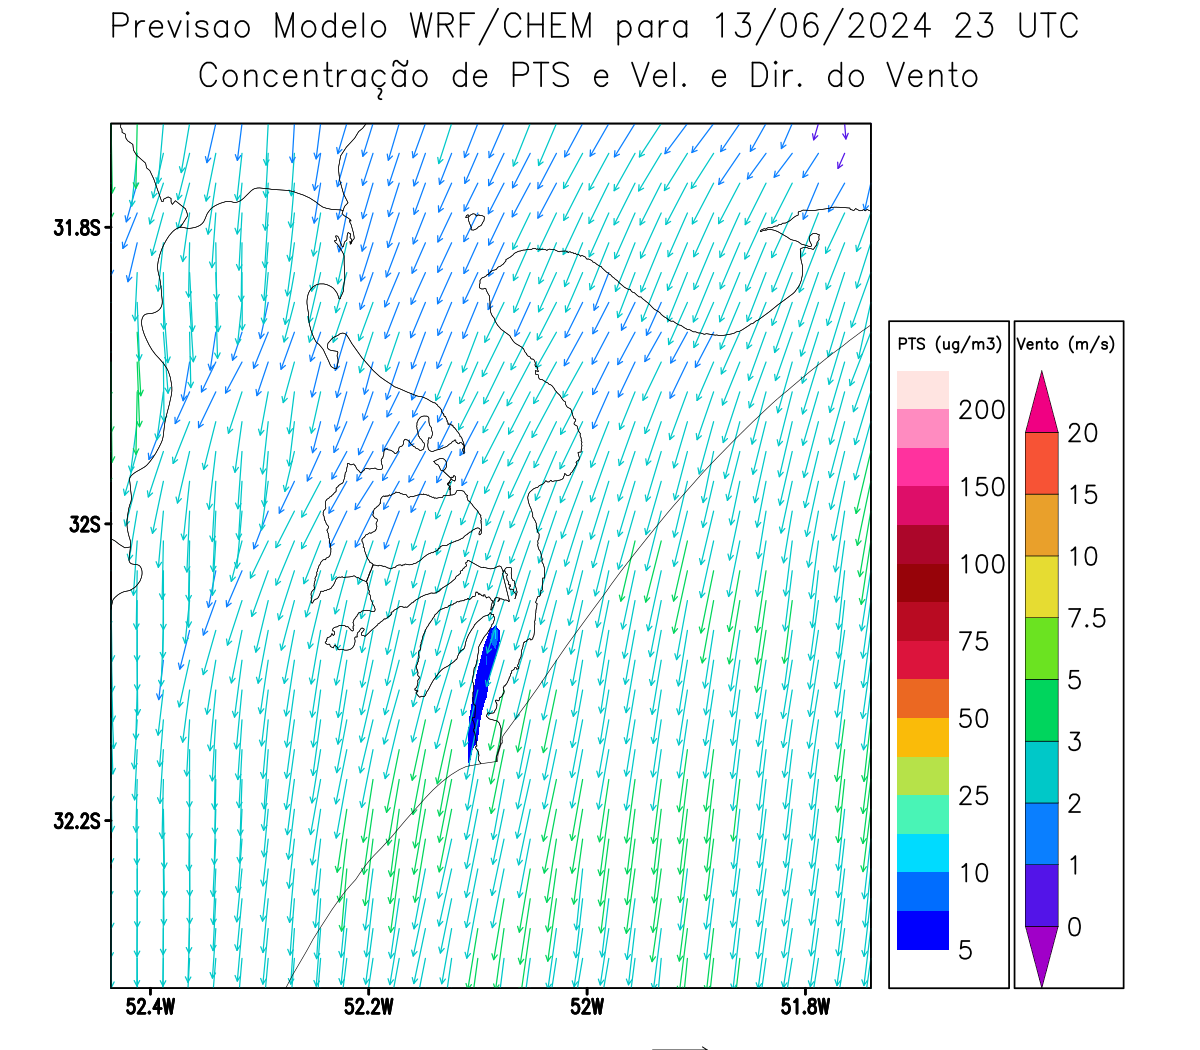 Previsao Modelo WRF/CHEM para 13/06/2024 23 UTC
Concentração de PTS e Vel. e Dir. do Vento
31.8S
32S
32.2S
52.4W 52.2W 52W 51.8W
PTS (ug/m3)
200
150
100
75
50
25
10
5
Vento (m/s)
20
15
10
7.5
5
3
2
1
0